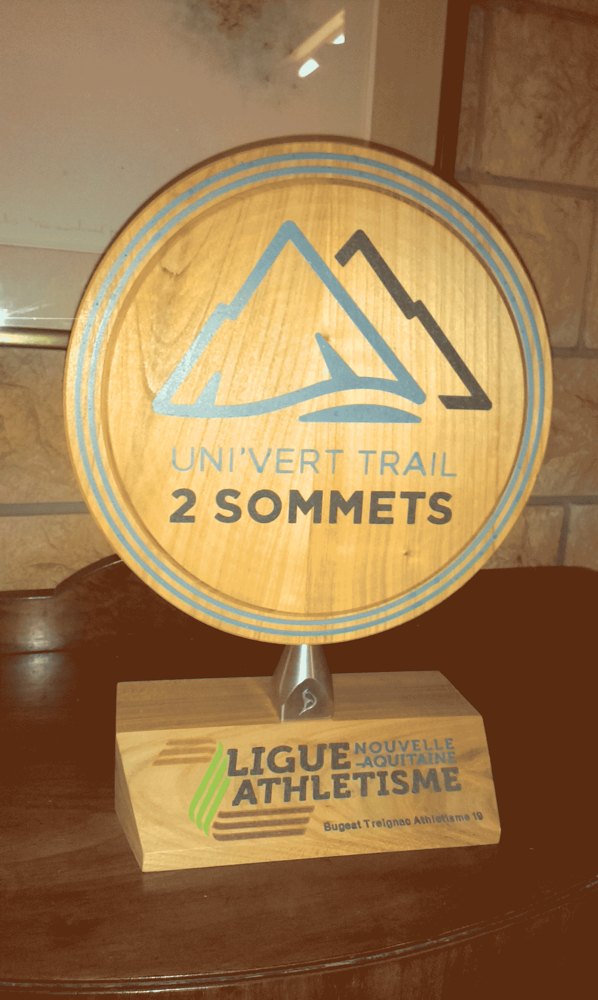 UNI'VERT TRAIL
2 SOMMETS
LIGUE NOUVELLE
-AQUITAINE
ATHLETISME
Bugeat Treignac Athletisme 19